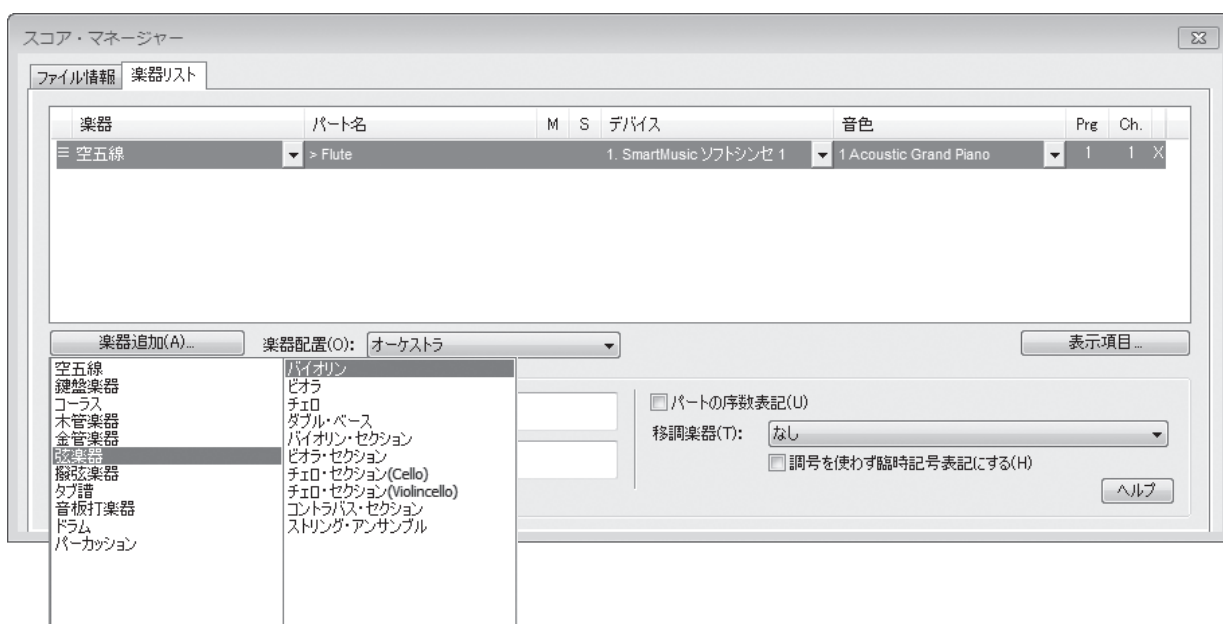 スコア・マネージャー
ファイル情報 楽器リスト
楽器 パート名 M S デバイス 音色 Prg Ch.
空五線 > Flute 1. SmartMusic ソフトシンセ 1 1 Acoustic Grand Piano 1 1 X
楽器追加(A)... 楽器配置(O): オーケストラ 表示項目...
空五線 バイオリン
鍵盤楽器 ビオラ
コーラス チェロ パートの序数表記(U)
木管楽器 ダブル・ベース
金管楽器 バイオリン・セクション 移調楽器(T): なし
弦楽器 ビオラ・セクション
撥弦楽器 チェロ・セクション(Cello) 調号を使わず臨時記号表記にする(H)
タブ譜 チェロ・セクション(Violincello) ヘルプ
音板打楽器 コントラバス・セクション
ドラム ストリング・アンサンブル
パーカッション